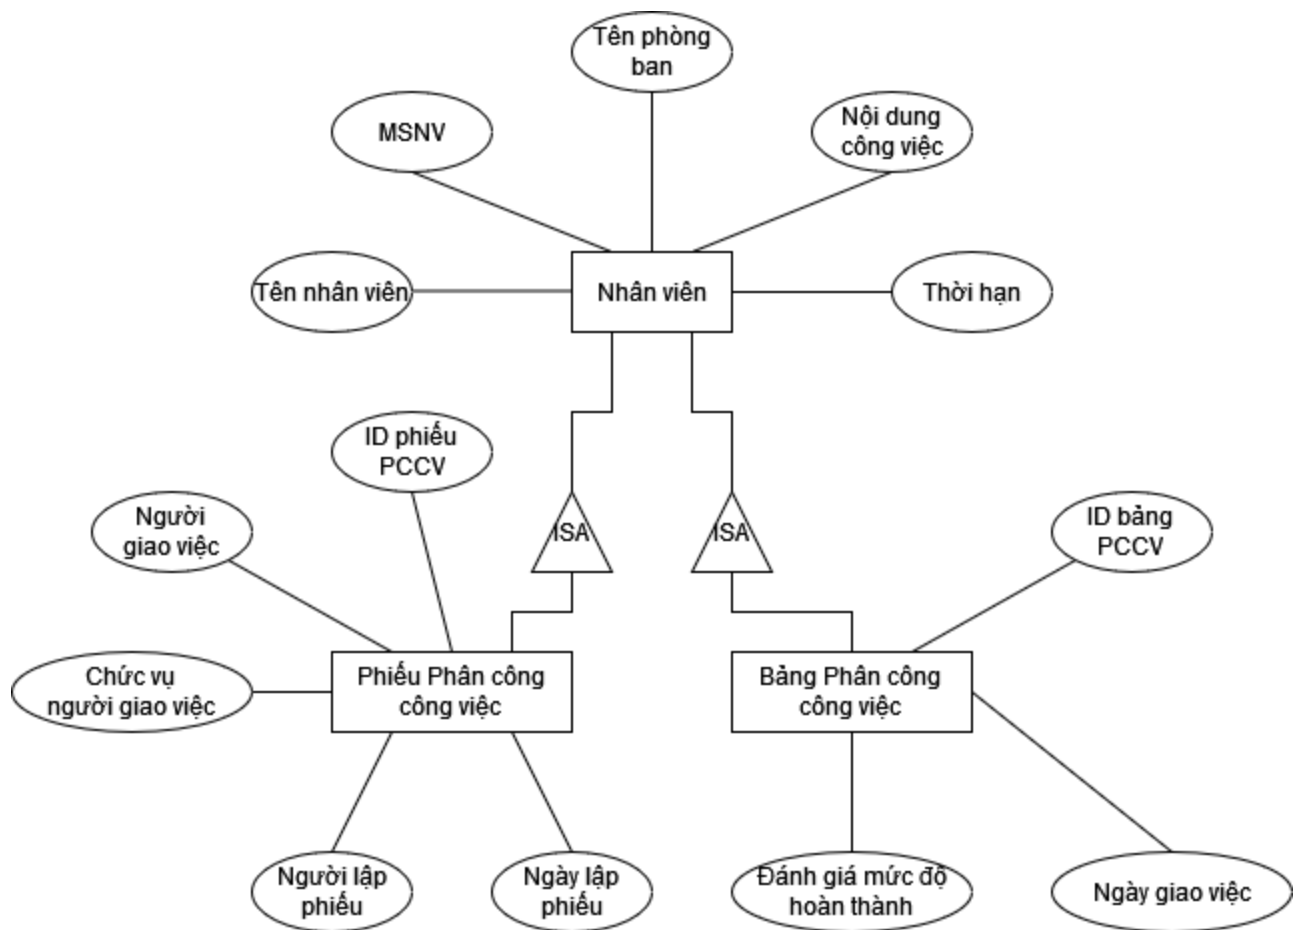 Tên phòng
ban
MSNV
Nội dung
công việc
Tên nhân viên
Nhân viên
Thời hạn
ID phiếu
PCCV
Người
giao việc
ISA
ISA
ID bảng
PCCV
Chức vụ
người giao việc
Phiếu Phân công
công việc
Bảng Phân công
công việc
Người lập
phiếu
Ngày lập
phiếu
Đánh giá mức độ
hoàn thành
Ngày giao việc